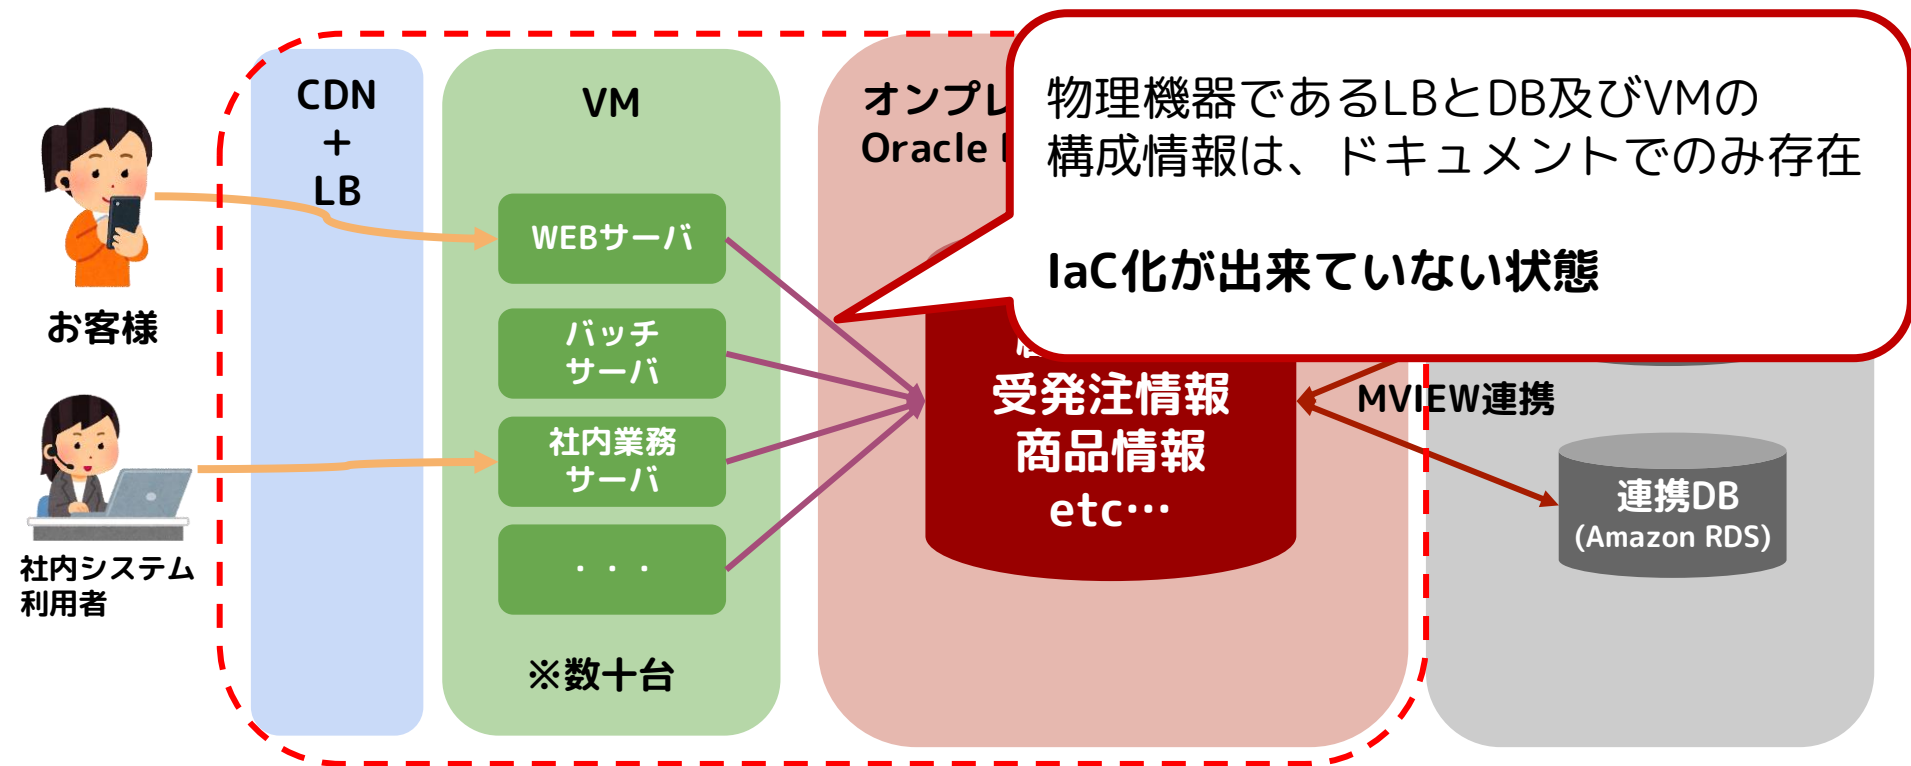 CDN
+
LB
VM
オンプレ
Oracle
物理機器であるLBとDB及びVMの
構成情報は、ドキュメントでのみ存在
IaC化が出来ていない状態
お客様
社内システム
利用者
WEBサーバ
バッチ
サーバ
社内業務
サーバ
・・・
※数十台
受発注情報
商品情報
etc…
MVIEW連携
連携DB
(Amazon RDS)